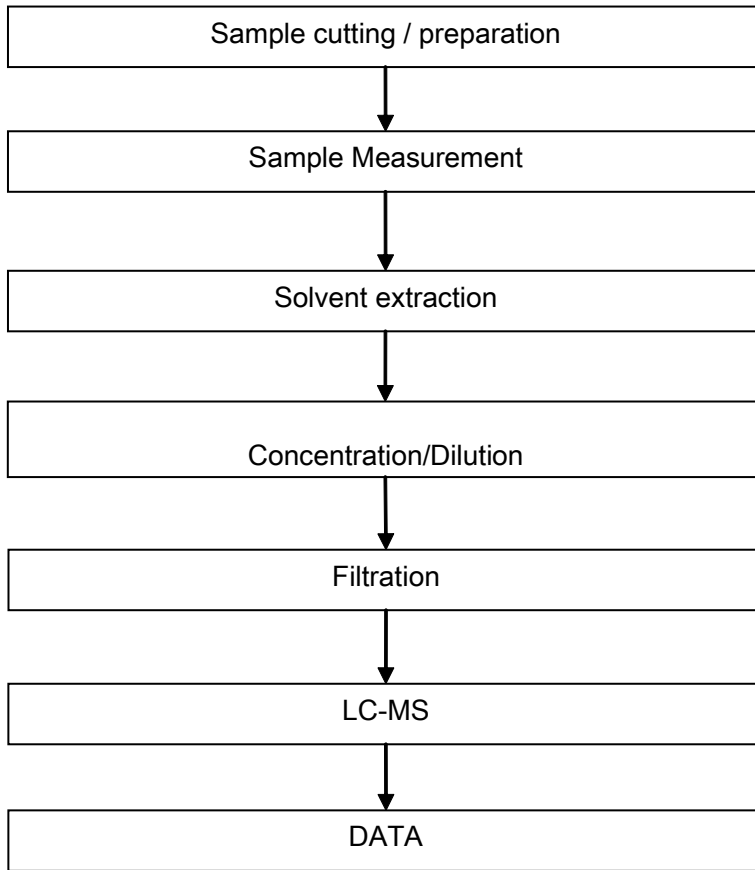 Sample cutting / preparation
Sample Measurement
Solvent extraction
Concentration/Dilution
Filtration
LC-MS
DATA